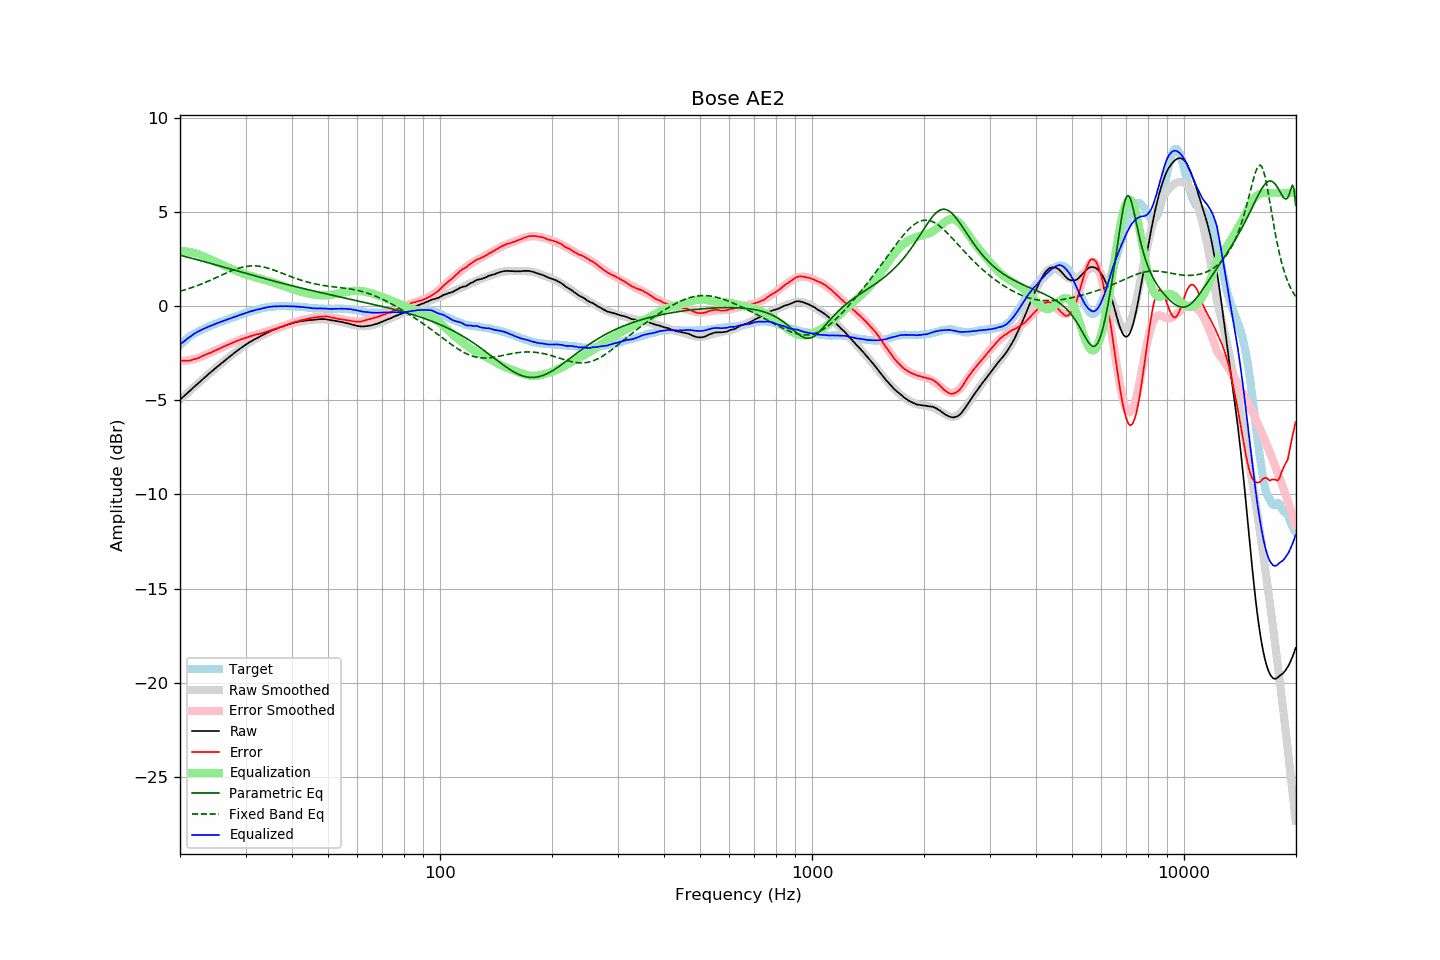 Bose AE2
10
5
0
−5
−10
−15
−20
−25
Amplitude (dBr)
Target
Raw Smoothed
Error Smoothed
Raw
Error
Equalization
Parametric Eq
Fixed Band Eq
Equalized
100
1000
10000
Frequency (Hz)